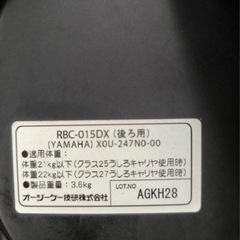 RBC-015DX (後ろ用)
(YAMAHA) X0U-247N0-00
●適用体重:
体重21kg以下(クラス25うしろキャリヤ使用時)
体重22kg以下(クラス27うしろキャリヤ使用時)
●製品重量:3.6kg
オージーケー技研株式会社
LOT.NO
AGKH28